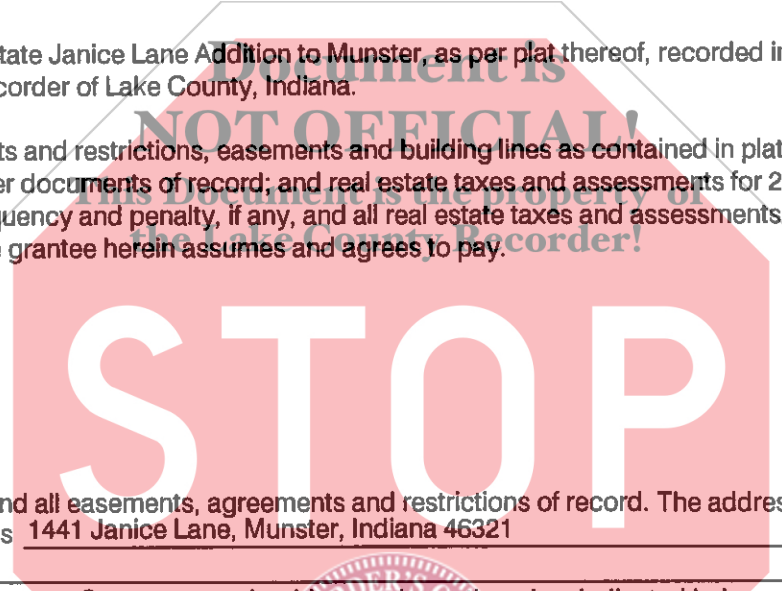 tate Janice Lane Addition to Munster, as per plat thereof, recorded in
Document is
corder of Lake County, Indiana.
NOT OFFICIAL!
ts and restrictions, easements and building lines as contained in plat
er documents of record; and real estate taxes and assessments for 2
This Document is the property of
quency and penalty, if any, and all real estate taxes and assessments
the Lake County Recorder!
grantee herein assumes and agrees to pay.
STOP
nd all easements, agreements and restrictions of record. The addres
s 1441 Janice Lane, Munster, Indiana 46321